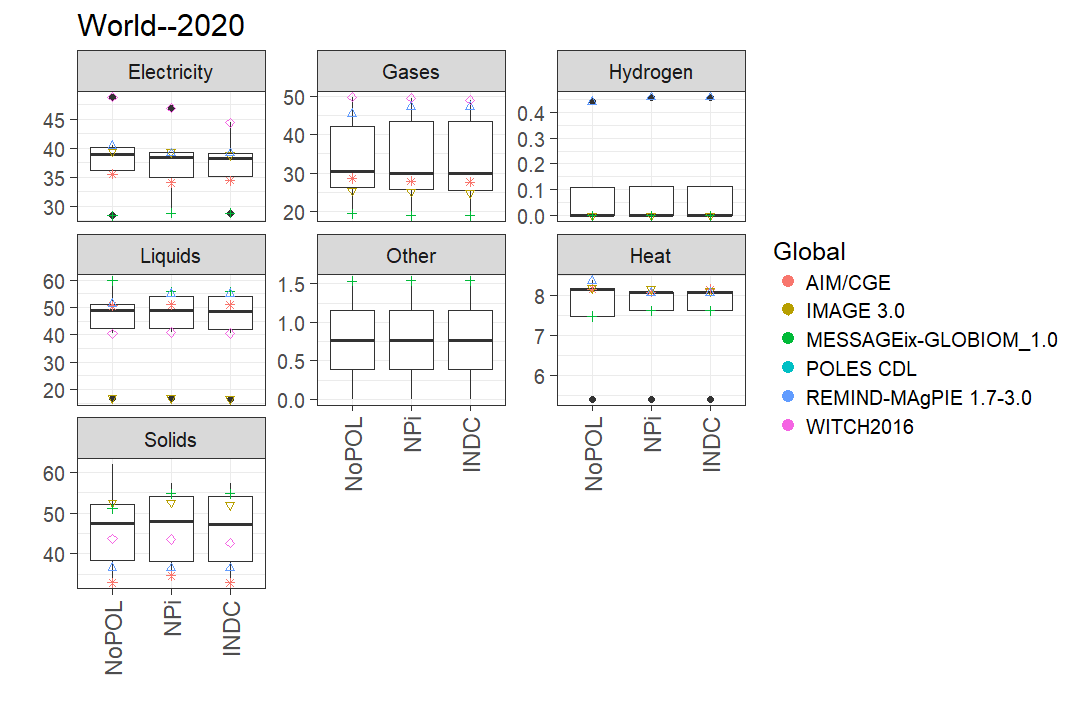 World--2020
Electricity
Gases
Hydrogen
45
40
35
30
50
40
30
20
0.4
0.3
0.2
0.1
0.0
Liquids
Other
Heat
60
50
40
30
20
1.5
1.0
0.5
0.0
8
7
6
NoPOL
NPi
INDC
NoPOL
NPi
INDC
Solids
60
50
40
NoPOL
NPi
INDC
Global
AIM/CGE
IMAGE 3.0
MESSAGEix-GLOBIOM_1.0
POLES CDL
REMIND-MAgPIE 1.7-3.0
WITCH2016